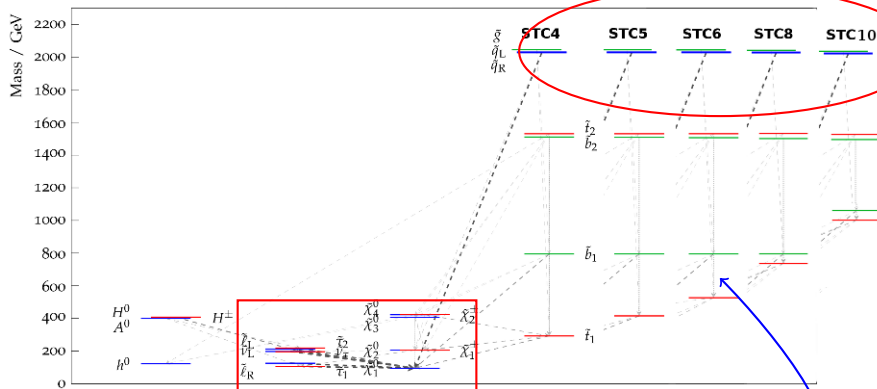 Mass / GeV
2200
2000
1800
1600
1400
1200
1000
800
600
400
200
0
STC4 STC5 STC6 STC8 STC10
g̃
q̃L
q̃R
t̃2
b̃2
b̃1
t̃1
H⁰
A⁰
H±
h⁰
ℓ̃L
ν̃L
ℓ̃R
τ̃2
ν̃τ
τ̃1
χ̃⁰4
χ̃⁰3
χ̃⁰2
χ̃⁰1
χ̃±2
χ̃±1